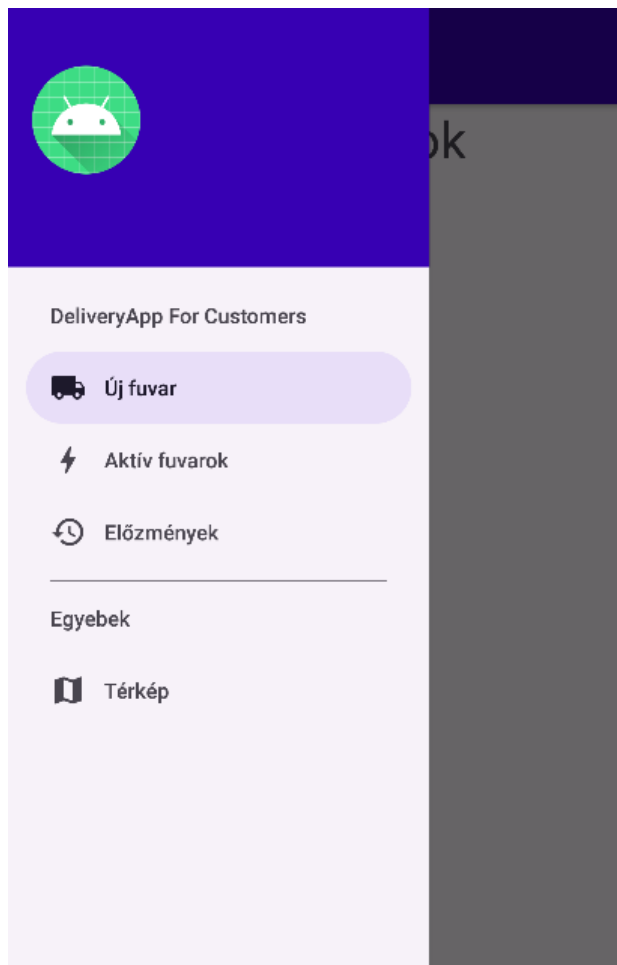 DeliveryApp For Customers
Új fuvar
Aktív fuvarok
Előzmények
Egyebek
Térkép